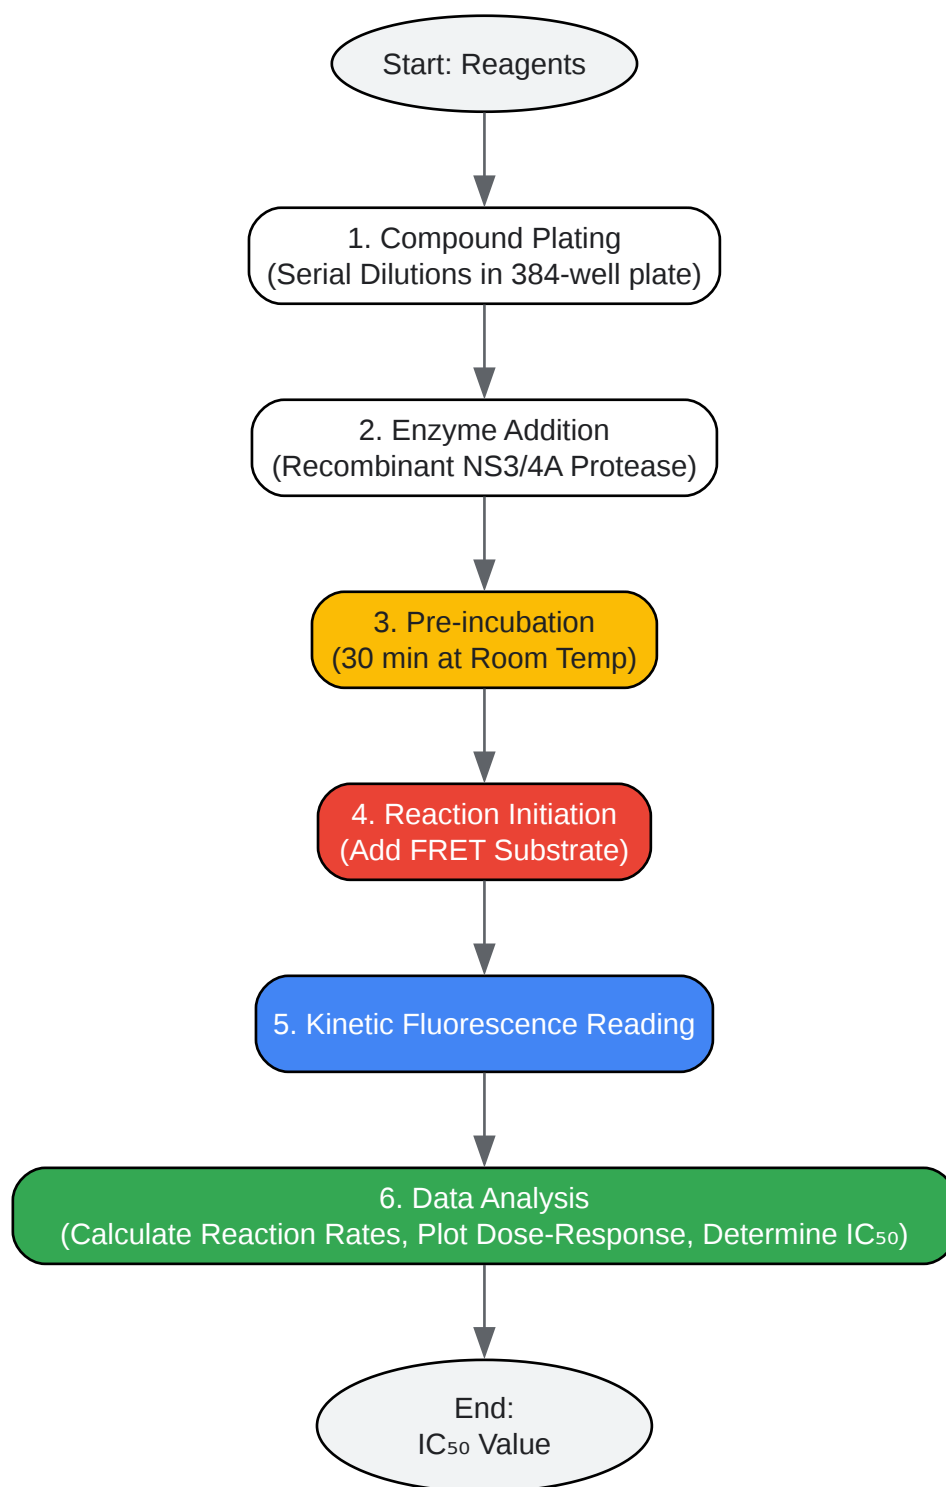 Start: Reagents
1. Compound Plating
(Serial Dilutions in 384-well plate)
2. Enzyme Addition
(Recombinant NS3/4A Protease)
3. Pre-incubation
(30 min at Room Temp)
4. Reaction Initiation
(Add FRET Substrate)
5. Kinetic Fluorescence Reading
6. Data Analysis
(Calculate Reaction Rates, Plot Dose-Response, Determine IC₅₀)
End:
IC₅₀ Value